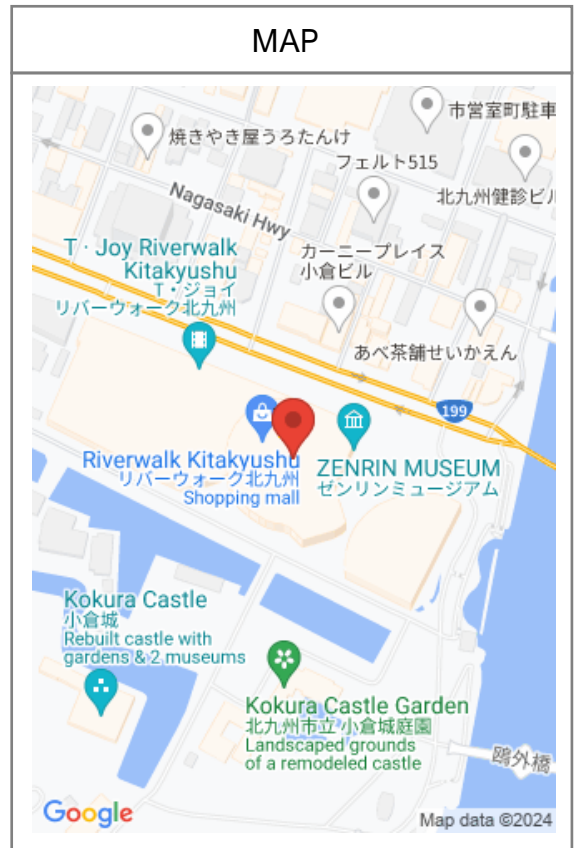 MAP
市営室町駐車
焼きやき屋うろたんけ
フェルト515
北九州健診ビル
Nagasaki Hwy
T・Joy Riverwalk
Kitakyushu
T・ジョイ
リバーウォーク北九州
カーニープレイス
小倉ビル
あべ茶舗せいかえん
199
Riverwalk Kitakyushu
リバーウォーク北九州
Shopping mall
ZENRIN MUSEUM
ゼンリンミュージアム
Kokura Castle
小倉城
Rebuilt castle with
gardens & 2 museums
Kokura Castle Garden
北九州市立 小倉城庭園
Landscaped grounds
of a remodeled castle
鴎外橋
Google
Map data ©2024